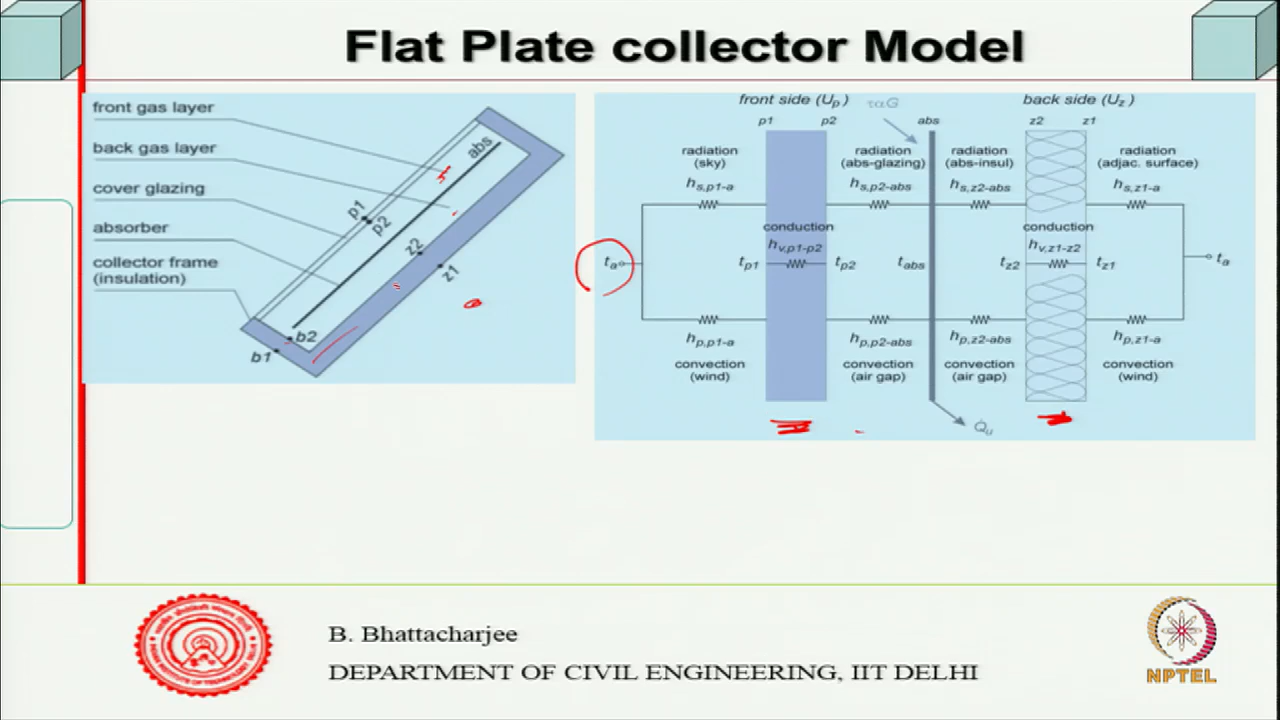 Flat Plate collector Model
front gas layer
back gas layer
cover glazing
absorber
collector frame
(insulation)
abs
p1
p2
z2
z1
b2
b1
front side (Up)
ταG
back side (Uz)
p1
p2
abs
z2
z1
radiation
(sky)
radiation
(abs-glazing)
radiation
(abs-insul)
radiation
(adjac. surface)
hs,p1-a
hs,p2-abs
hs,z2-abs
hs,z1-a
conduction
conduction
hv,p1-p2
hv,z1-z2
ta
tp1
tp2
tabs
tz2
tz1
ta
hp,p1-a
hp,p2-abs
hp,z2-abs
hp,z1-a
convection
(wind)
convection
(air gap)
convection
(air gap)
convection
(wind)
Q̇u
B. Bhattacharjee
DEPARTMENT OF CIVIL ENGINEERING, IIT DELHI
NPTEL